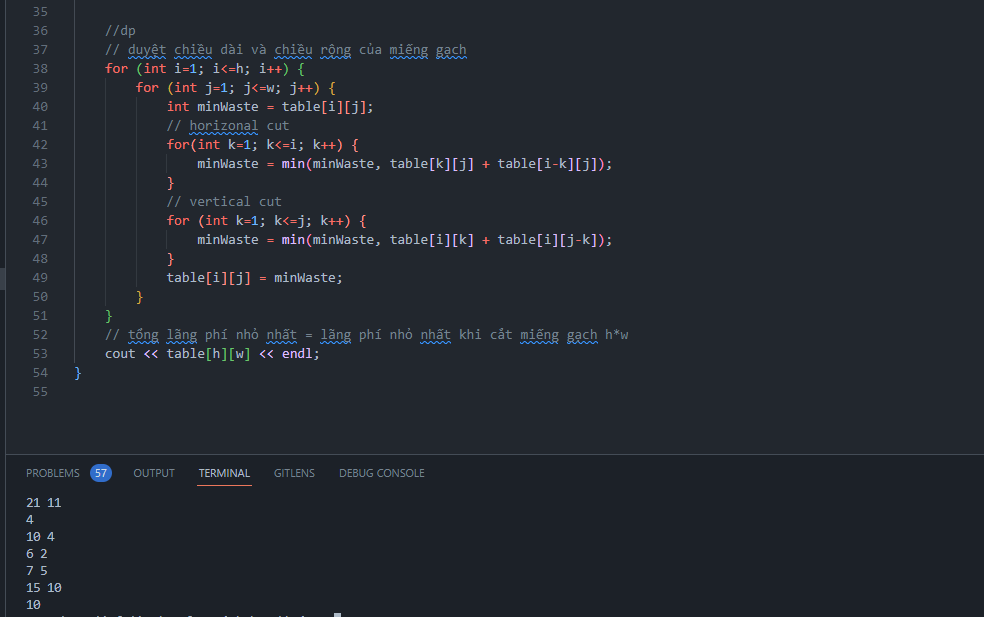 35
36 //dp
37 // duyệt chiều dài và chiều rộng của miếng gạch
38 for (int i=1; i<=h; i++) {
39 for (int j=1; j<=w; j++) {
40 int minWaste = table[i][j];
41 // horizonal cut
42 for(int k=1; k<=i; k++) {
43 minWaste = min(minWaste, table[k][j] + table[i-k][j]);
44 }
45 // vertical cut
46 for (int k=1; k<=j; k++) {
47 minWaste = min(minWaste, table[i][k] + table[i][j-k]);
48 }
49 table[i][j] = minWaste;
50 }
51 }
52 // tổng lãng phí nhỏ nhất = lãng phí nhỏ nhất khi cắt miếng gạch h*w
53 cout << table[h][w] << endl;
54 }
55
PROBLEMS 57 OUTPUT TERMINAL GITLENS DEBUG CONSOLE
21 11
4
10 4
6 2
7 5
15 10
10